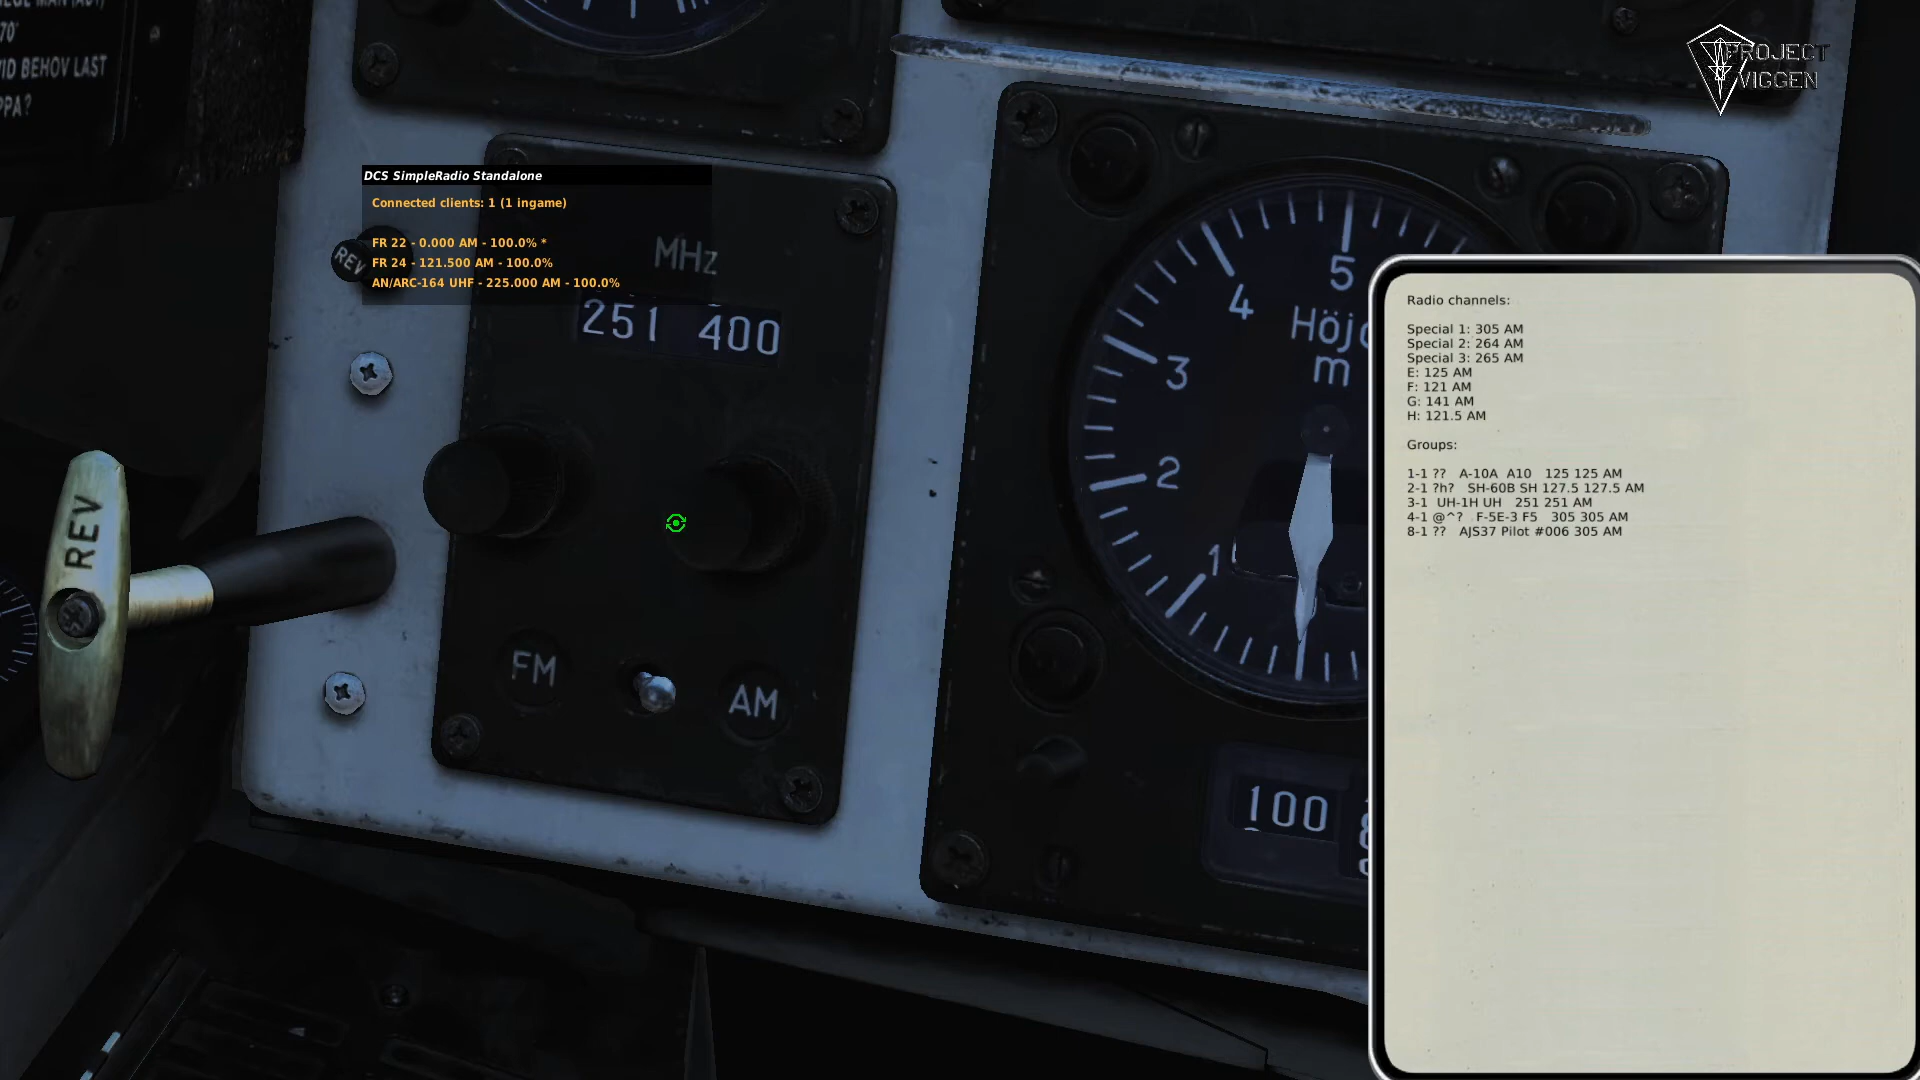 70°
VID BEHOV LAST
PPA?
PROJECT
VIGGEN
DCS SimpleRadio Standalone
Connected clients: 1 (1 ingame)
FR 22 - 0.000 AM - 100.0% *
FR 24 - 121.500 AM - 100.0%
AN/ARC-164 UHF - 225.000 AM - 100.0%
REV
MHz
251 400
FM
AM
REV
5
4
3
2
1
Höjd
m
100
Radio channels:
Special 1: 305 AM
Special 2: 264 AM
Special 3: 265 AM
E: 125 AM
F: 121 AM
G: 141 AM
H: 121.5 AM
Groups:
1-1 ?? A-10A A10 125 125 AM
2-1 ?h? SH-60B SH 127.5 127.5 AM
3-1 UH-1H UH 251 251 AM
4-1 @^? F-5E-3 F5 305 305 AM
8-1 ?? AJS37 Pilot #006 305 AM